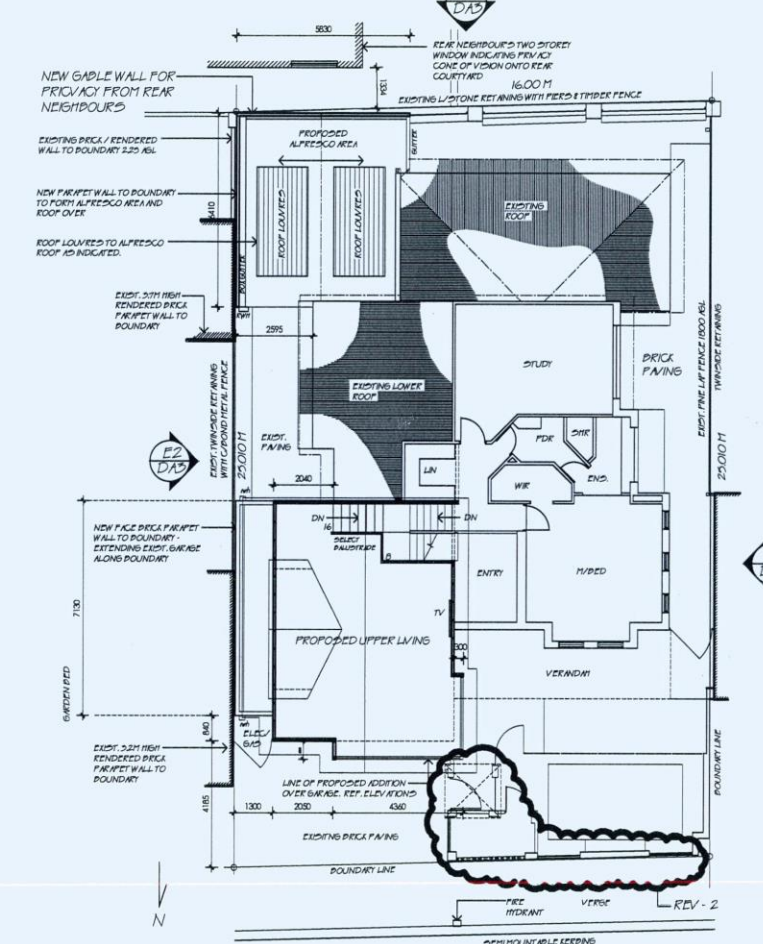 DA3
5830
REAR NEIGHBOURS TWO STOREY
WINDOW INDICATING PRIVACY
CONE OF VISION ONTO REAR
COURTYARD
1334
NEW GABLE WALL FOR
PRICVACY FROM REAR
NEIGHBOURS
16.00 M
EXISTING L/STONE RETAINING WITH PIERS & TIMBER FENCE
EXISTING BRICK / RENDERED
WALL TO BOUNDARY 2.25 AGL
PROPOSED
ALFRESCO AREA
GUTTER
NEW PARAPET WALL TO BOUNDARY
TO FORM ALFRESCO AREA AND
ROOF OVER
ROOF LOUVRES
ROOF LOUVRES
EXISTING
ROOF
ROOF LOUVRES TO ALFRESCO
ROOF AS INDICATED.
BOX GUTTER
EXIST. 3.7M HIGH
RENDERED BRICK
PARAPET WALL TO
BOUNDARY
RWH
2595
STUDY
BRICK
PAVING
EXIST. PINE LAP FENCE 1800 AGL
TWINSIDE RETAINING
EXISTING LOWER
ROOF
EXIST. TWINSIDE RETAINING
WITH C/BOND METAL FENCE
25.010 M
25.010 M
EXIST.
PAVING
PDR
SHR
E2
DA3
LIN
WIR
ENS.
2040
NEW FACE BRICK PARAPET
WALL TO BOUNDARY -
EXTENDING EXIST. GARAGE
ALONG BOUNDARY
DN
16
DN
SELECT
BALUSTRADE
8
ENTRY
M/BED
7130
TV
PROPOSED UPPER LIVING
300
VERANDAH
GARDEN BED
ELEC/
GAS
840
EXIST. 3.2M HIGH
RENDERED BRICK
PARAPET WALL TO
BOUNDARY
BOUNDARY LINE
LINE OF PROPOSED ADDITION
OVER GARAGE. REF. ELEVATIONS
4185
1300
2050
4360
EXISITNG BRICK PAVING
BOUNDARY LINE
N
FIRE
HYDRANT
VERGE
REV - 2
SEMI MOUNTABLE KERBING